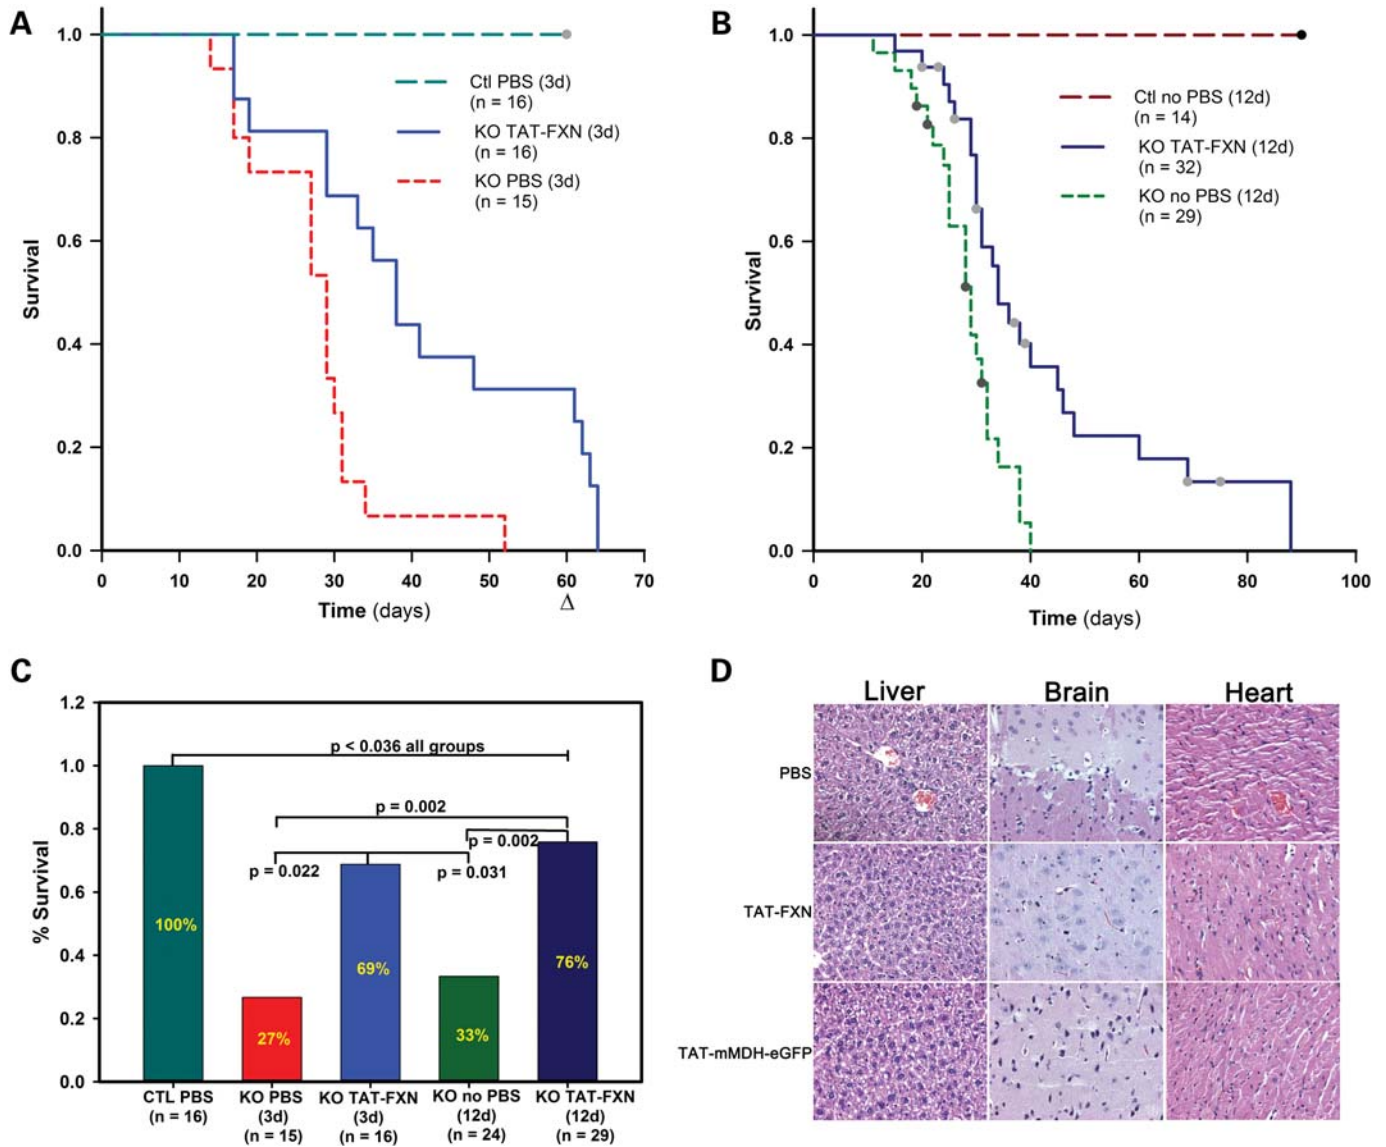 A
1.0
0.8
0.6
0.4
0.2
0.0
Survival
Ctl PBS (3d)
(n = 16)
KO TAT-FXN (3d)
(n = 16)
KO PBS (3d)
(n = 15)
0 10 20 30 40 50 60 70
Δ
Time (days)
B
1.0
0.8
0.6
0.4
0.2
0.0
Survival
Ctl no PBS (12d)
(n = 14)
KO TAT-FXN (12d)
(n = 32)
KO no PBS (12d)
(n = 29)
0 20 40 60 80 100
Time (days)
C
1.2
1.0
0.8
0.6
0.4
0.2
0.0
% Survival
p < 0.036 all groups
p = 0.002
p = 0.002
p = 0.022
p = 0.031
100%
27%
69%
33%
76%
CTL PBS
(n = 16)
KO PBS
(3d)
(n = 15)
KO TAT-FXN
(3d)
(n = 16)
KO no PBS
(12d)
(n = 24)
KO TAT-FXN
(12d)
(n = 29)
D
Liver Brain Heart
PBS
TAT-FXN
TAT-mMDH-eGFP